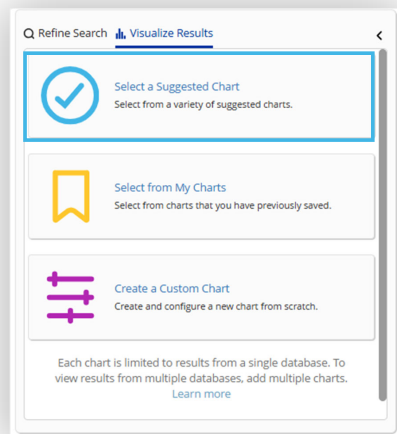 Refine Search Visualize Results
Select a Suggested Chart
Select from a variety of suggested charts.
Select from My Charts
Select from charts that you have previously saved.
Create a Custom Chart
Create and configure a new chart from scratch.
Each chart is limited to results from a single database. To
view results from multiple databases, add multiple charts.
Learn more